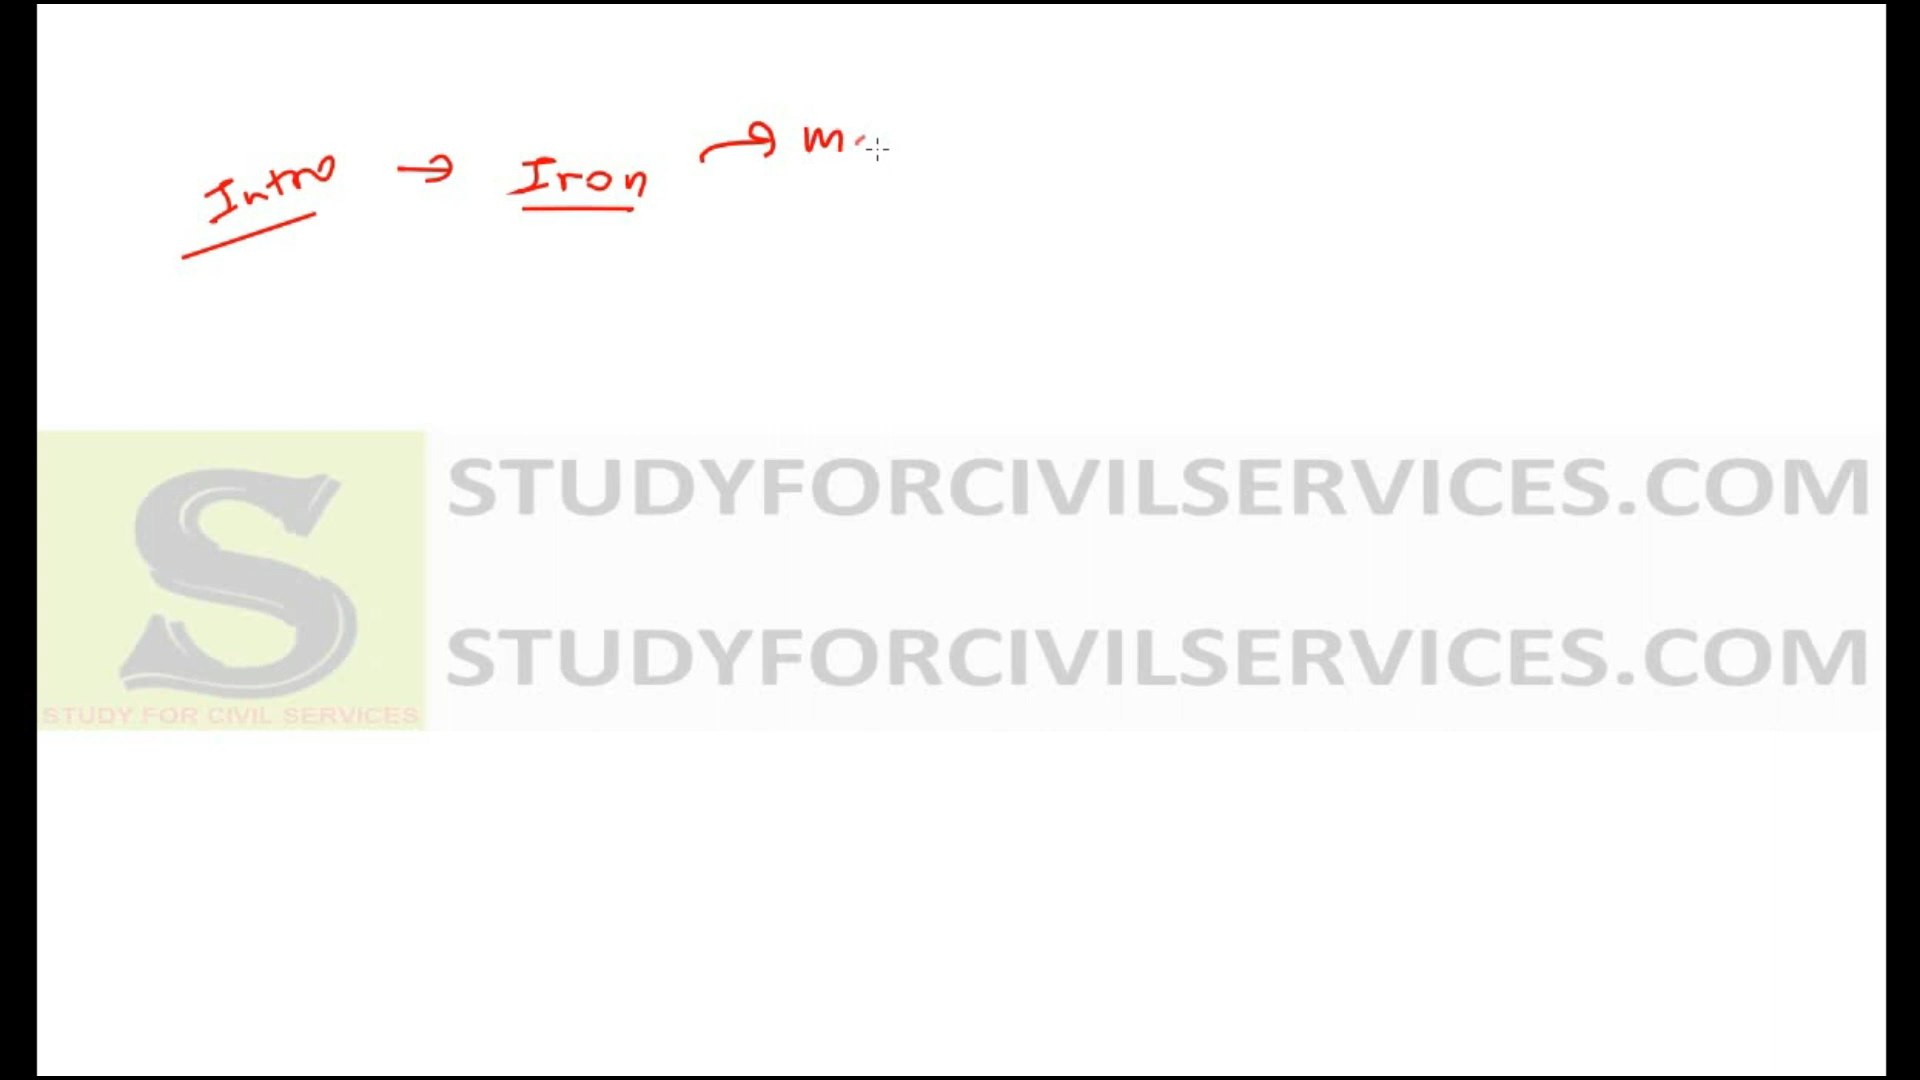 Intro → Iron → m
STUDYFORCIVILSERVICES.COM
STUDYFORCIVILSERVICES.COM
S
STUDY FOR CIVIL SERVICES